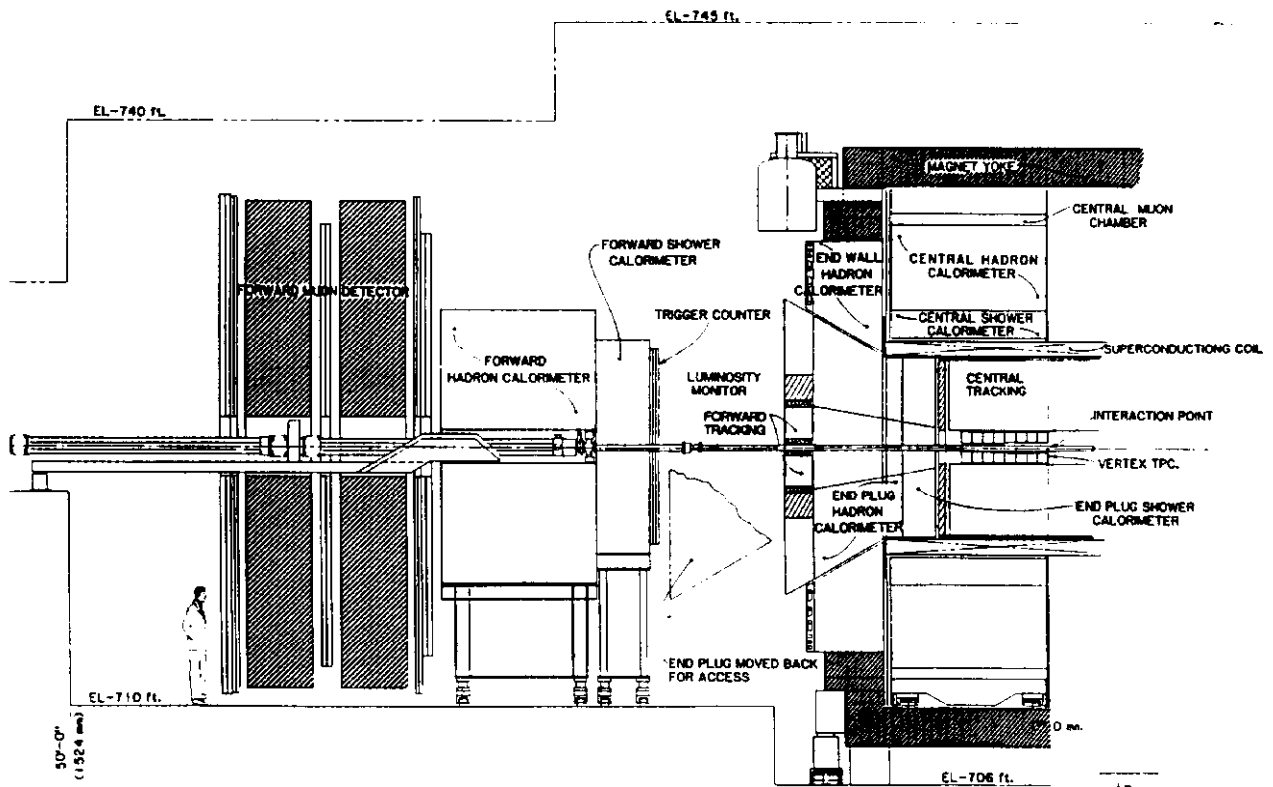 EL-745 ft.
EL-740 ft.
MAGNET YOKE
CENTRAL MUON
CHAMBER
FORWARD SHOWER
CALORIMETER
END WALL
HADRON
CALORIMETER
CENTRAL HADRON
CALORIMETER
FORWARD MUON DETECTOR
TRIGGER COUNTER
CENTRAL SHOWER
CALORIMETER
SUPERCONDUCTIONG COIL
FORWARD
HADRON CALORIMETER
LUMINOSITY
MONITOR
CENTRAL
TRACKING
FORWARD
TRACKING
INTERACTION POINT
VERTEX TPC.
END PLUG
HADRON
CALORIMETER
END PLUG SHOWER
CALORIMETER
END PLUG MOVED BACK
FOR ACCESS
EL-710 ft.
50'-0"
(1524 mm)
EL-706 ft.